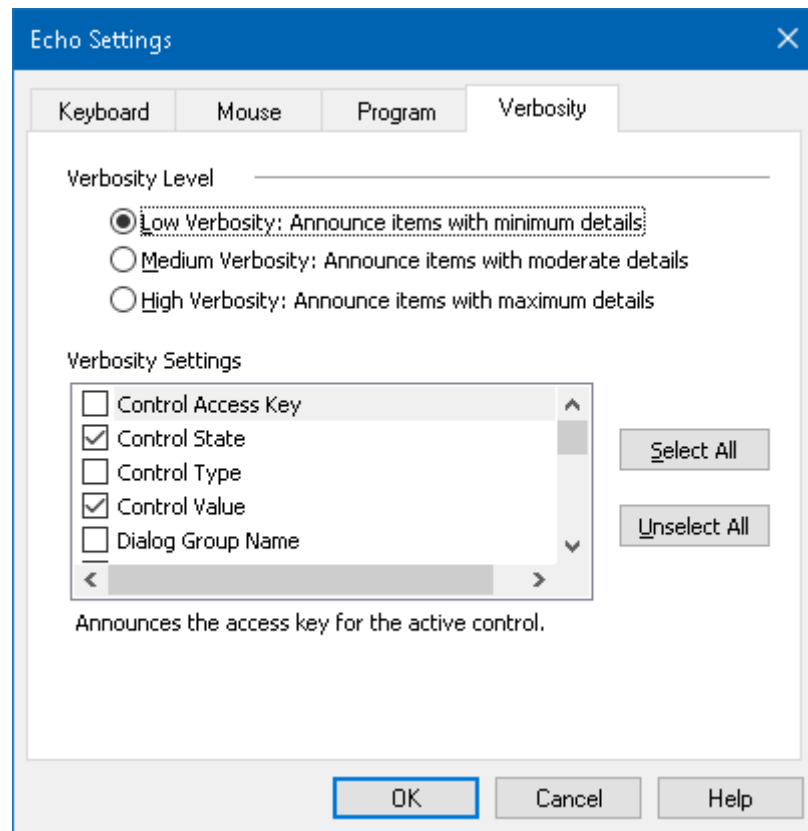 Echo Settings
Keyboard Mouse Program Verbosity
Verbosity Level
Low Verbosity: Announce items with minimum details
Medium Verbosity: Announce items with moderate details
High Verbosity: Announce items with maximum details
Verbosity Settings
Control Access Key
Control State
Control Type
Control Value
Dialog Group Name
Select All
Unselect All
Announces the access key for the active control.
OK Cancel Help